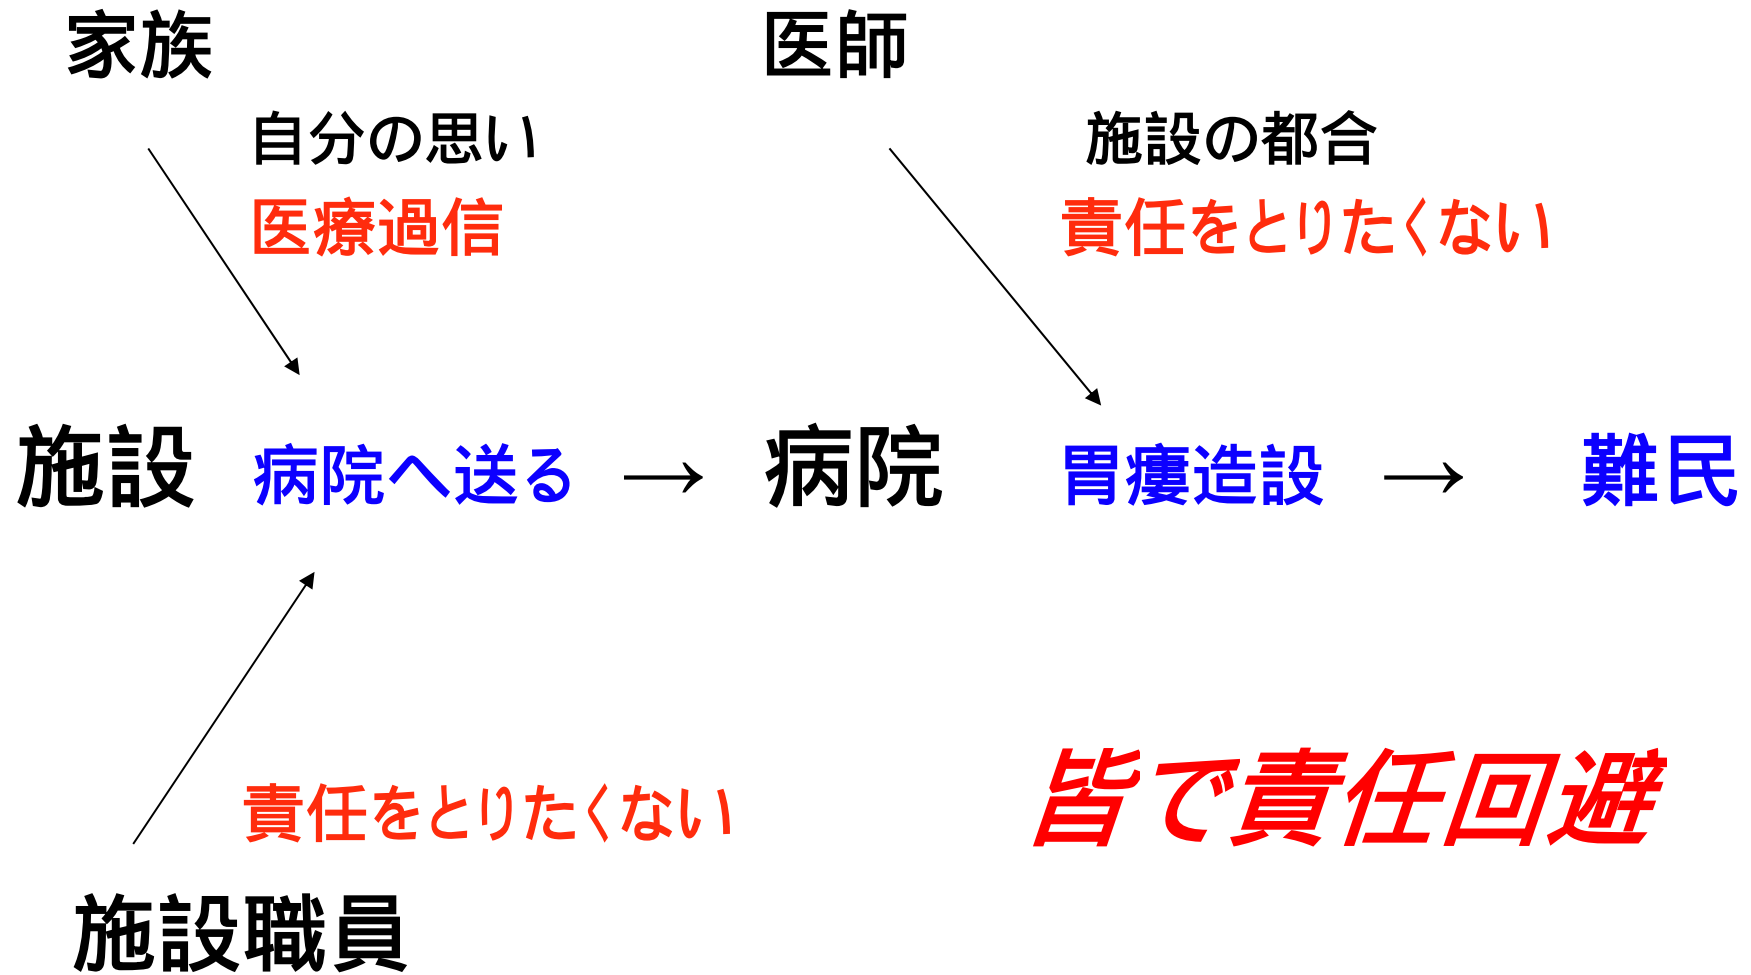 家族
医師
自分の思い
医療過信
施設の都合
責任をとりたくない
施設 病院へ送る → 病院 胃瘻造設 → 難民
責任をとりたくない
施設職員
皆で責任回避